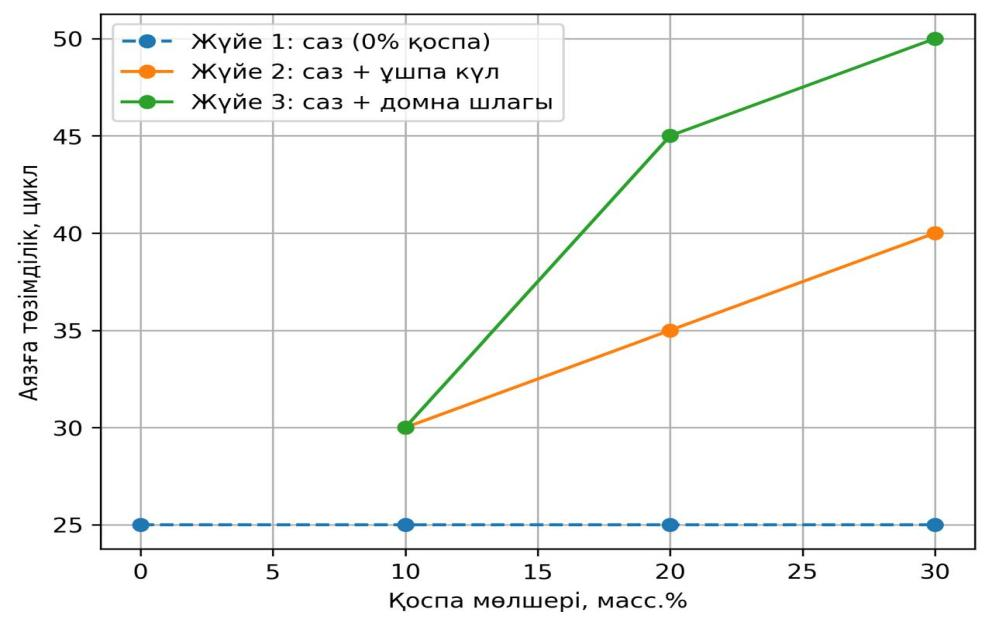 Жүйе 1: саз (0% қоспа)
Жүйе 2: саз + ұшпа күл
Жүйе 3: саз + домна шлагы
Аязға төзімділік, цикл
50
45
40
35
30
25
0 5 10 15 20 25 30
Қоспа мөлшері, масс.%